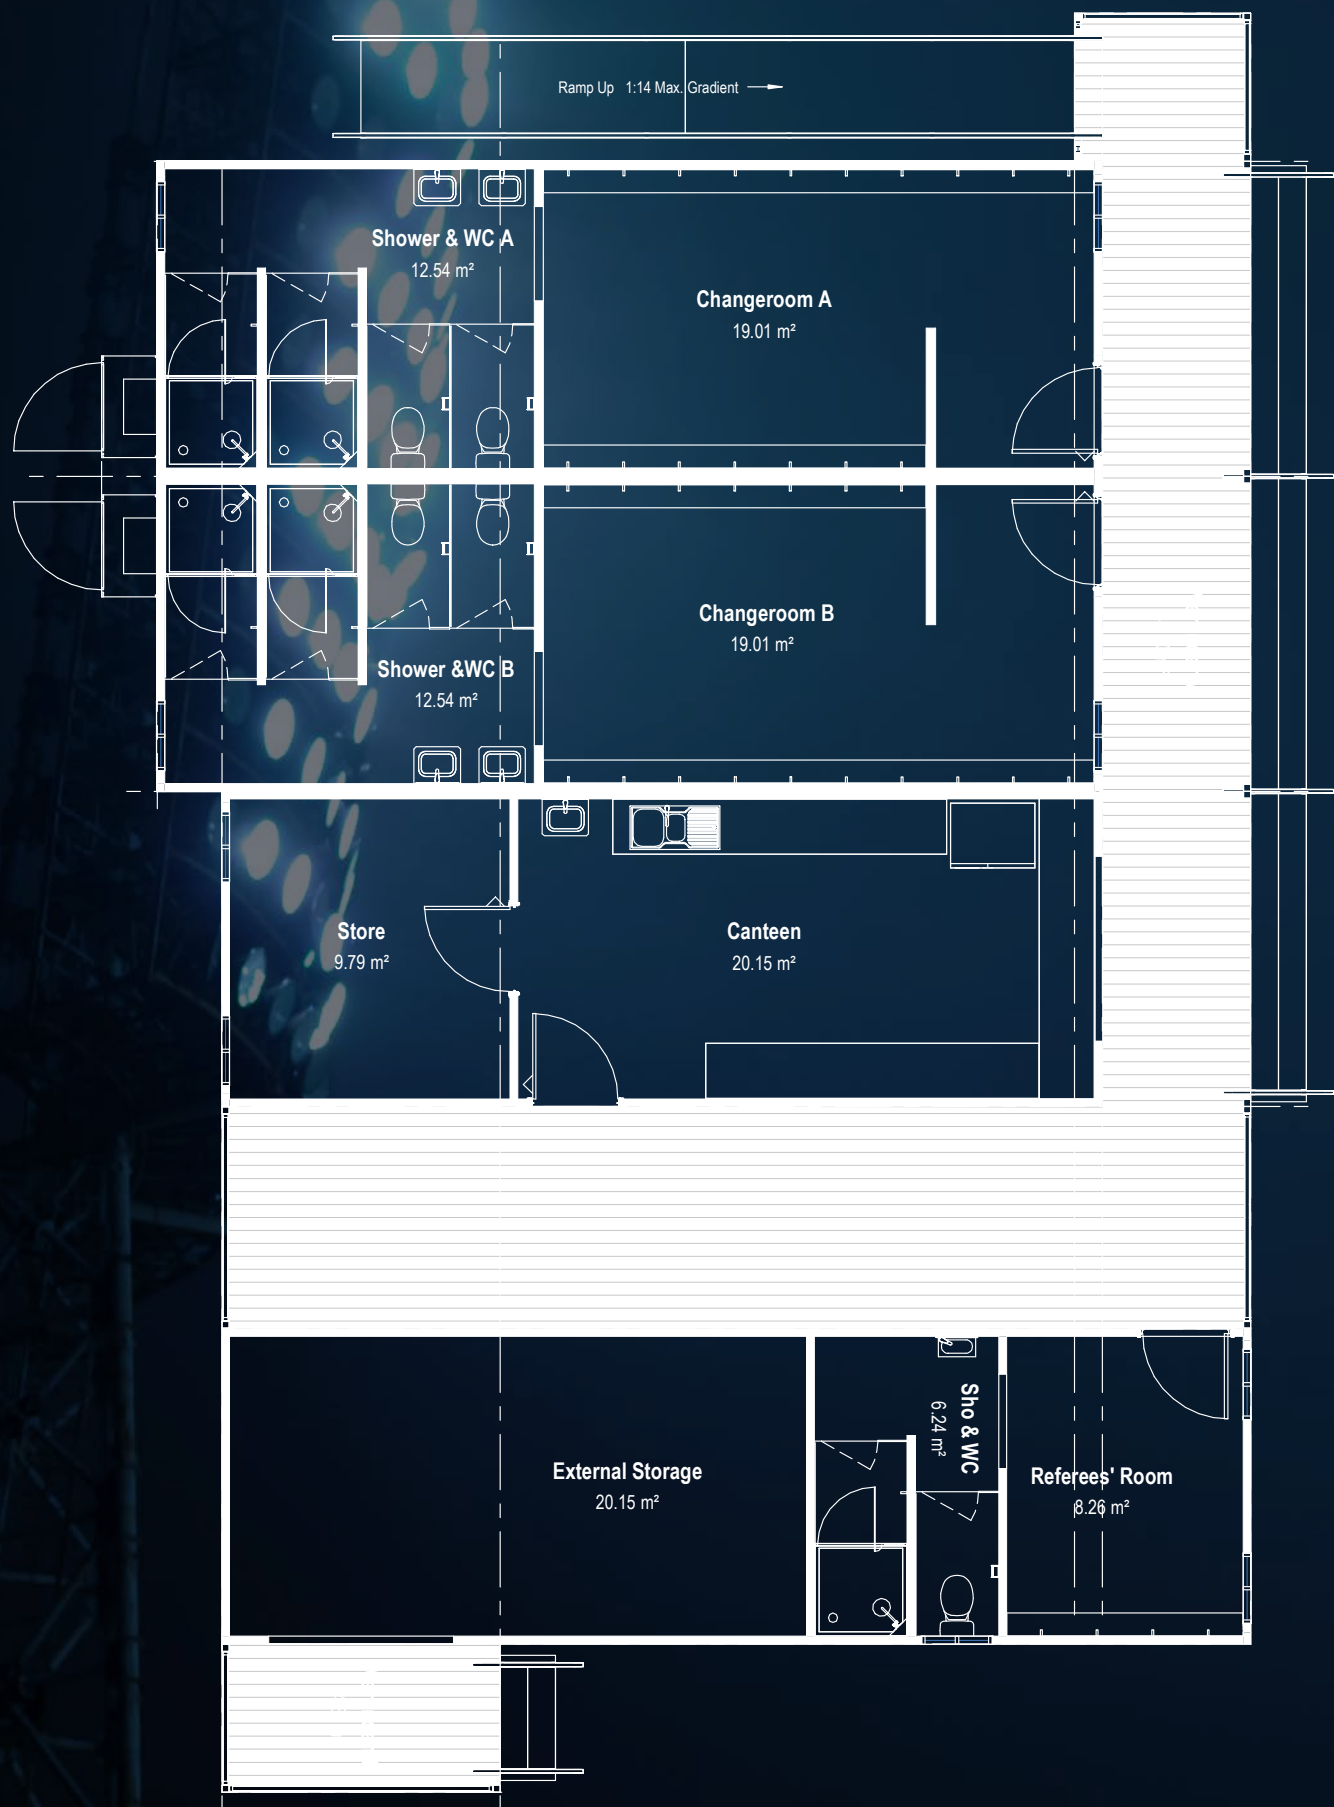 Ramp Up 1:14 Max. Gradient
Shower & WC A
12.54 m²
Changeroom A
19.01 m²
Changeroom B
19.01 m²
Shower &WC B
12.54 m²
Store
9.79 m²
Canteen
20.15 m²
Sho & WC
6.24 m²
External Storage
20.15 m²
Referees' Room
8.26 m²